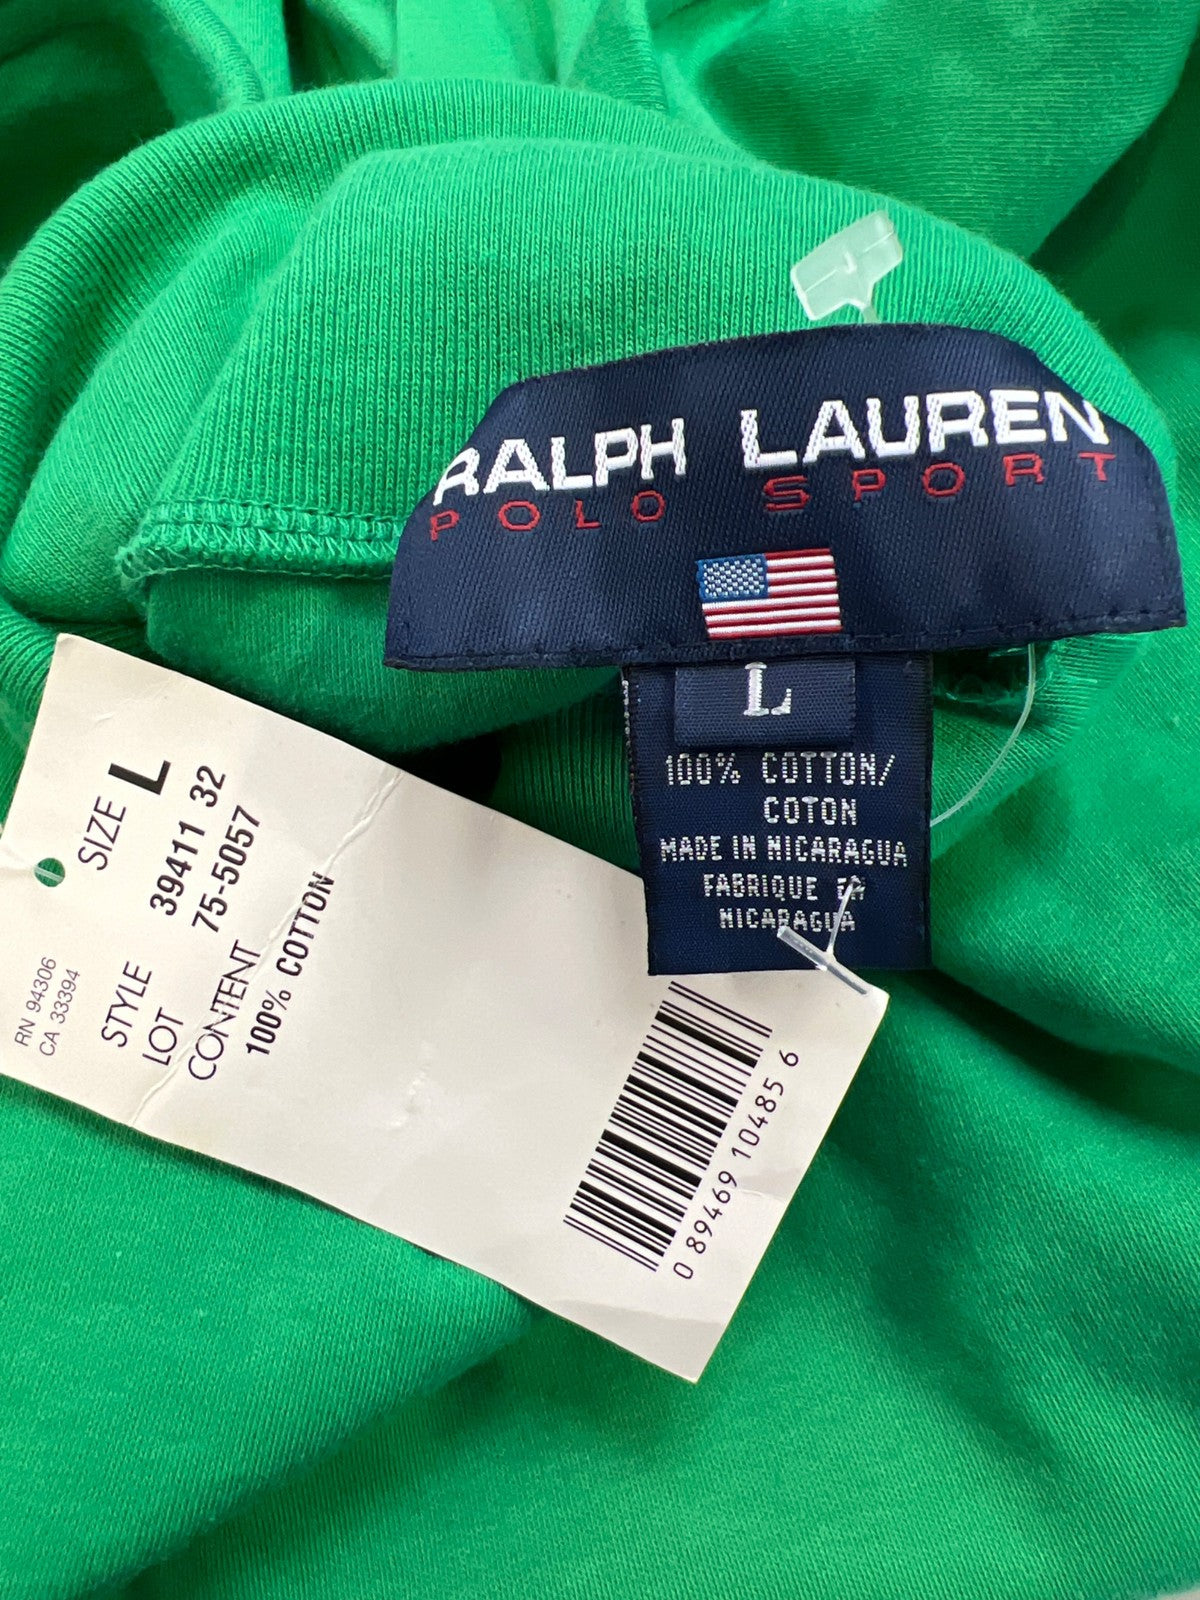 RALPH LAUREN
POLO SPORT
L
100% COTTON/
COTON
MADE IN NICARAGUA
FABRIQUE EN
NICARAGUA
SIZE L
STYLE 39411 32
LOT 75-5057
CONTENT
100% COTTON
RN 94306
CA 33394
0 89469 10485 6